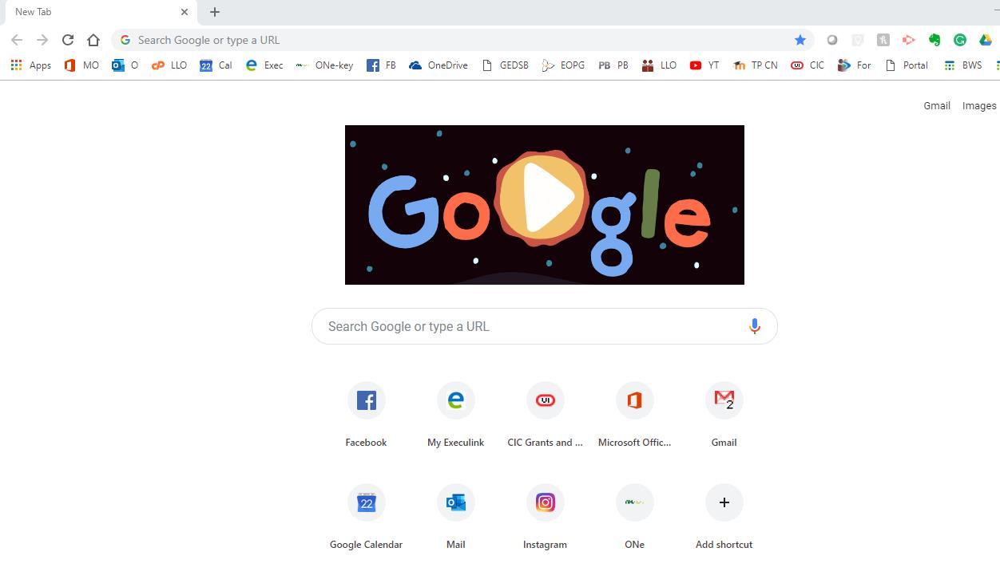 New Tab
Search Google or type a URL
Apps MO O LLO 22 Cal Exec ONe-key FB OneDrive GEDSB EOPG PB PB LLO YT TP CN CIC For Portal BWS
Gmail Images
Google
Search Google or type a URL
Facebook My Execulink CIC Grants and ... Microsoft Offic... 2 Gmail
22
Google Calendar Mail Instagram ONe Add shortcut